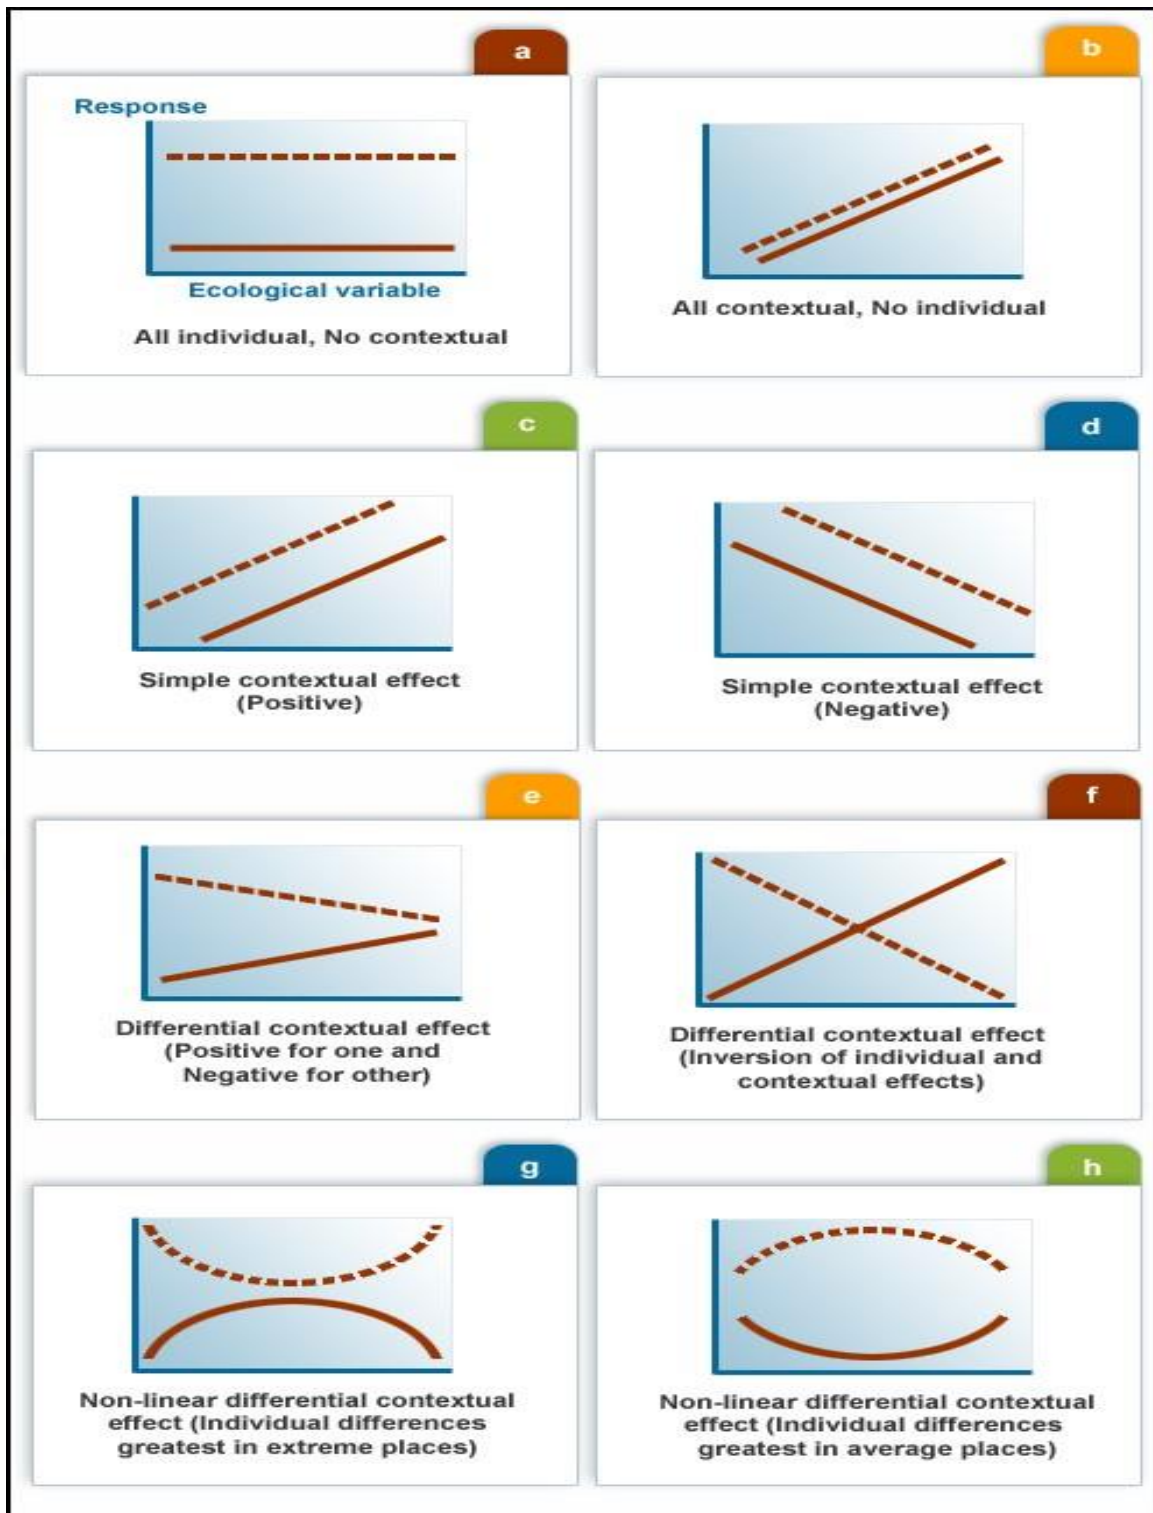 a
Response
Ecological variable
All individual, No contextual
b
All contextual, No individual
c
Simple contextual effect
(Positive)
d
Simple contextual effect
(Negative)
e
Differential contextual effect
(Positive for one and
Negative for other)
f
Differential contextual effect
(Inversion of individual and
contextual effects)
g
Non-linear differential contextual
effect (Individual differences
greatest in extreme places)
h
Non-linear differential contextual
effect (Individual differences
greatest in average places)